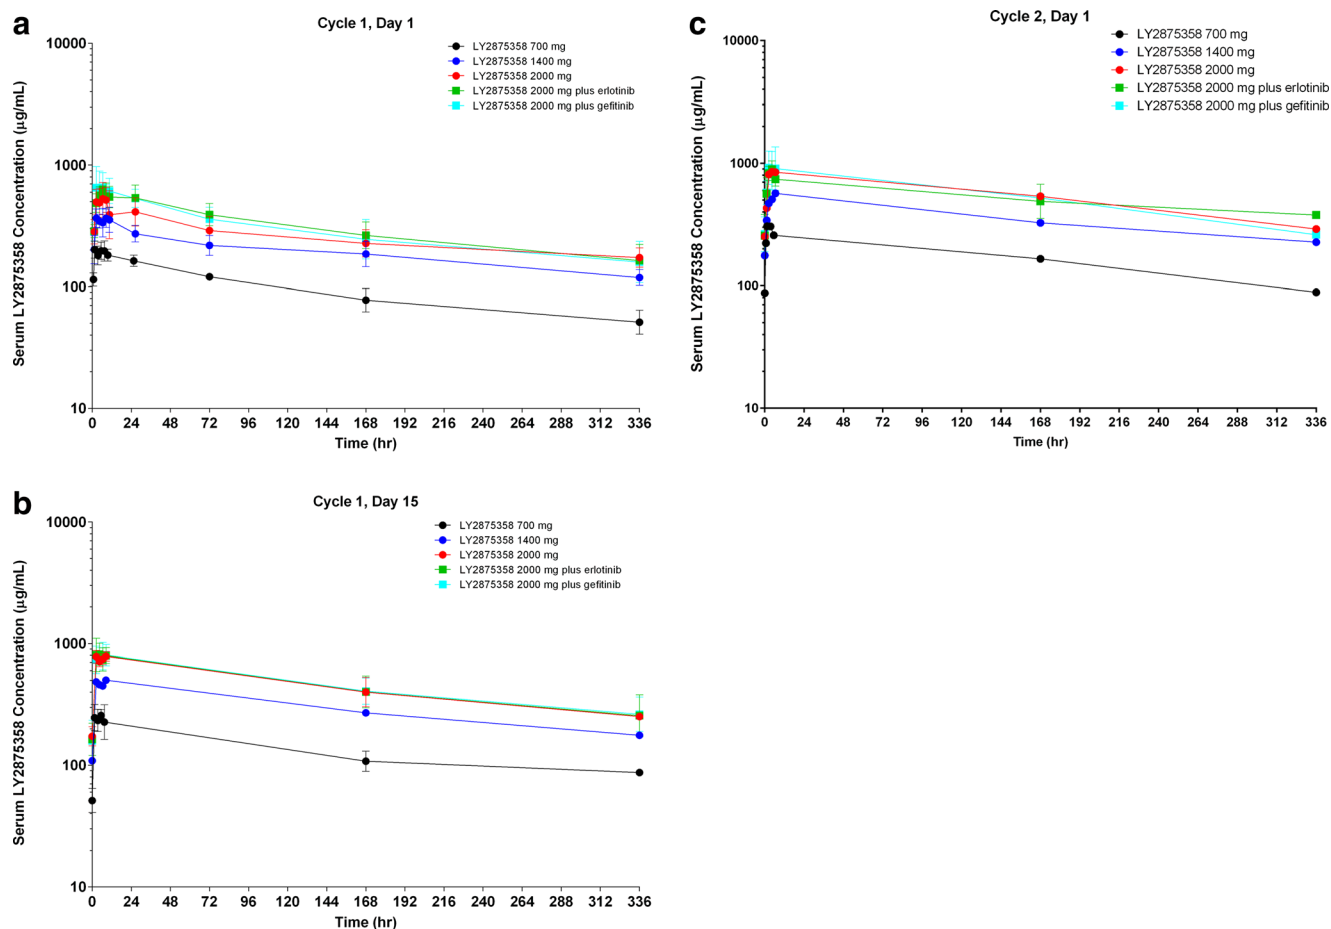 a
Cycle 1, Day 1
LY2875358 700 mg
LY2875358 1400 mg
LY2875358 2000 mg
LY2875358 2000 mg plus erlotinib
LY2875358 2000 mg plus gefitinib
Serum LY2875358 Concentration (µg/mL)
10000
1000
100
10
0 24 48 72 96 120 144 168 192 216 240 264 288 312 336
Time (hr)
c
Cycle 2, Day 1
LY2875358 700 mg
LY2875358 1400 mg
LY2875358 2000 mg
LY2875358 2000 mg plus erlotinib
LY2875358 2000 mg plus gefitinib
Serum LY2875358 Concentration (µg/mL)
10000
1000
100
10
0 24 48 72 96 120 144 168 192 216 240 264 288 312 336
Time (hr)
b
Cycle 1, Day 15
LY2875358 700 mg
LY2875358 1400 mg
LY2875358 2000 mg
LY2875358 2000 mg plus erlotinib
LY2875358 2000 mg plus gefitinib
Serum LY2875358 Concentration (µg/mL)
10000
1000
100
10
0 24 48 72 96 120 144 168 192 216 240 264 288 312 336
Time (hr)